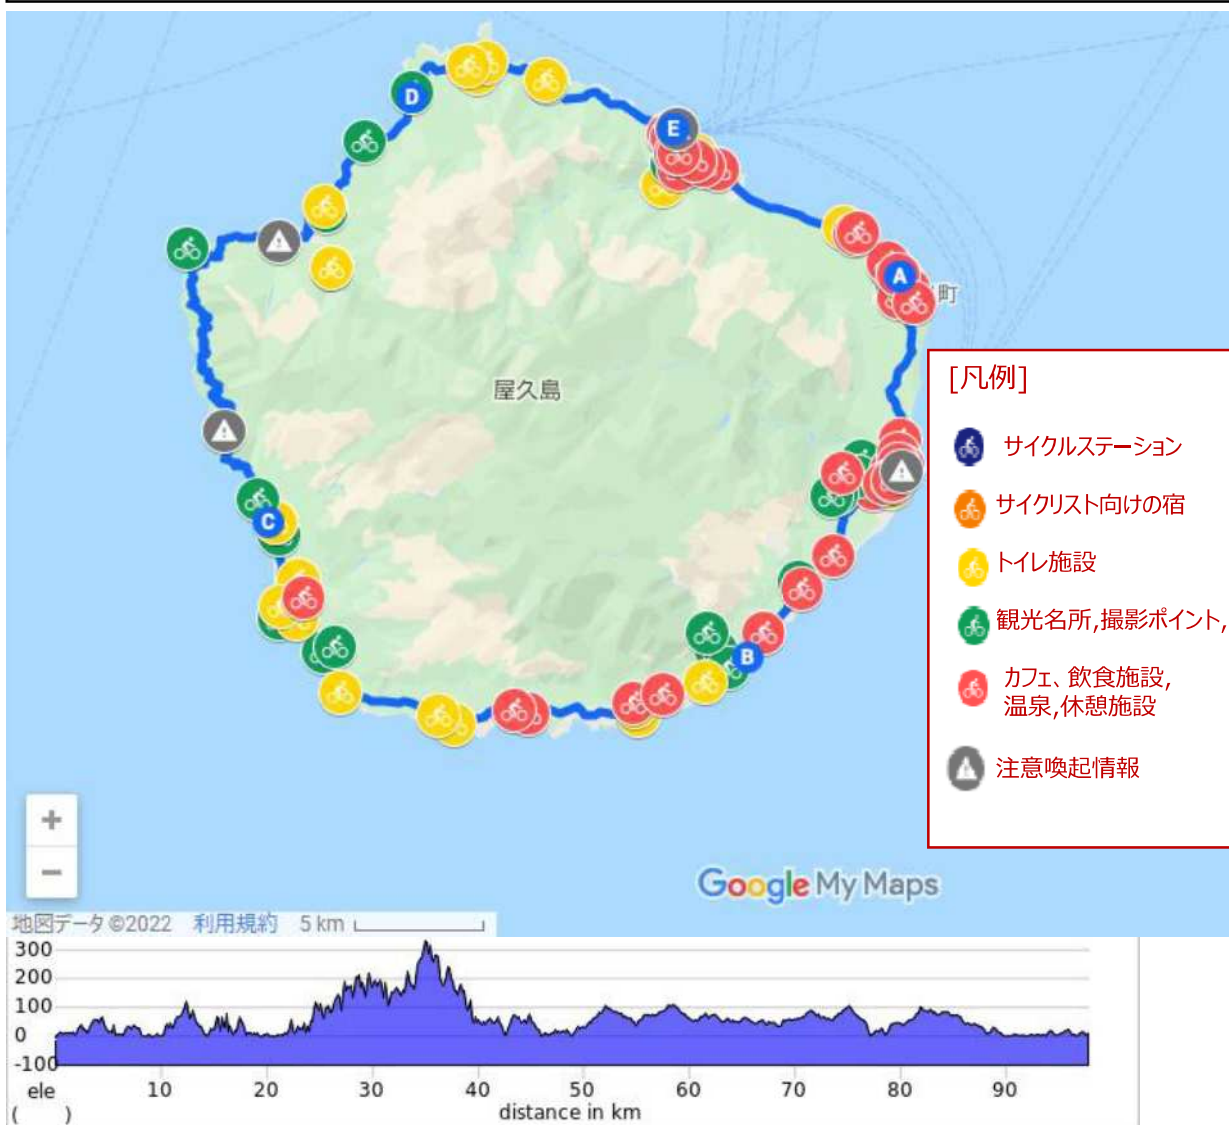 D
E
A
町
屋久島
C
B
[凡例]
サイクルステーション
サイクリスト向けの宿
トイレ施設
観光名所,撮影ポイント,
カフェ、飲食施設,
温泉,休憩施設
注意喚起情報
+
−
Google My Maps
地図データ ©2022 利用規約 5 km
300
200
100
0
-100
ele 10 20 30 40 50 60 70 80 90
( ) distance in km